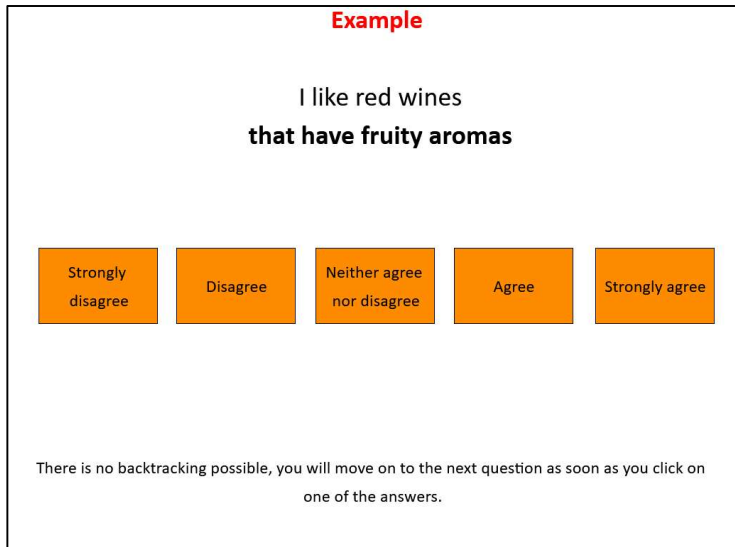 Example
I like red wines
that have fruity aromas
Strongly
disagree
Disagree
Neither agree
nor disagree
Agree
Strongly agree
There is no backtracking possible, you will move on to the next question as soon as you click on
one of the answers.